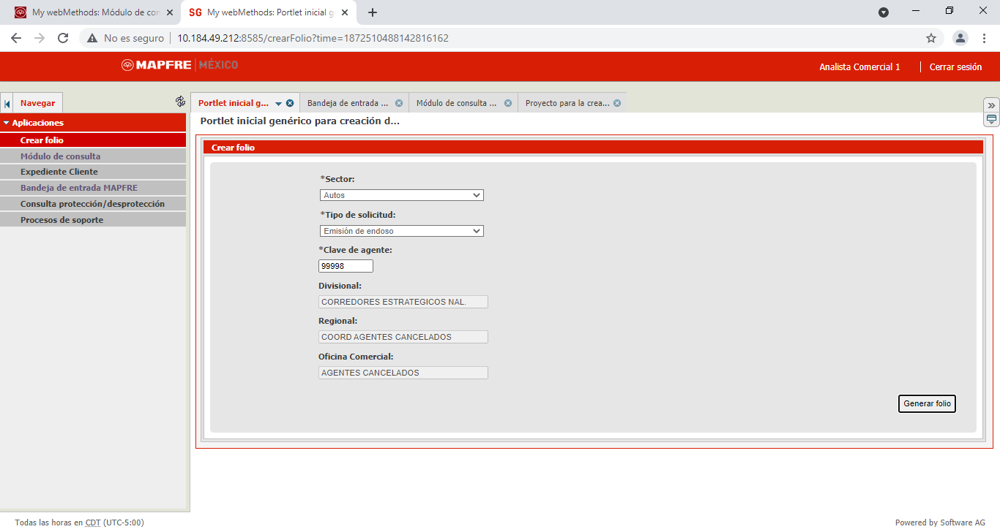 My webMethods: Módulo de con
SG My webMethods: Portlet inicial g
No es seguro 10.184.49.212:8585/crearFolio?time=1872510488142816162
MAPFRE MÉXICO
Analista Comercial 1
Cerrar sesión
Navegar
Portlet inicial g...
Bandeja de entrada ...
Módulo de consulta ...
Proyecto para la crea...
Portlet inicial genérico para creación d...
Aplicaciones
Crear folio
Módulo de consulta
Expediente Cliente
Bandeja de entrada MAPFRE
Consulta protección/desprotección
Procesos de soporte
Crear folio
*Sector:
Autos
*Tipo de solicitud:
Emisión de endoso
*Clave de agente:
99998
Divisional:
CORREDORES ESTRATEGICOS NAL.
Regional:
COORD AGENTES CANCELADOS
Oficina Comercial:
AGENTES CANCELADOS
Generar folio
Todas las horas en CDT (UTC-5:00)
Powered by Software AG